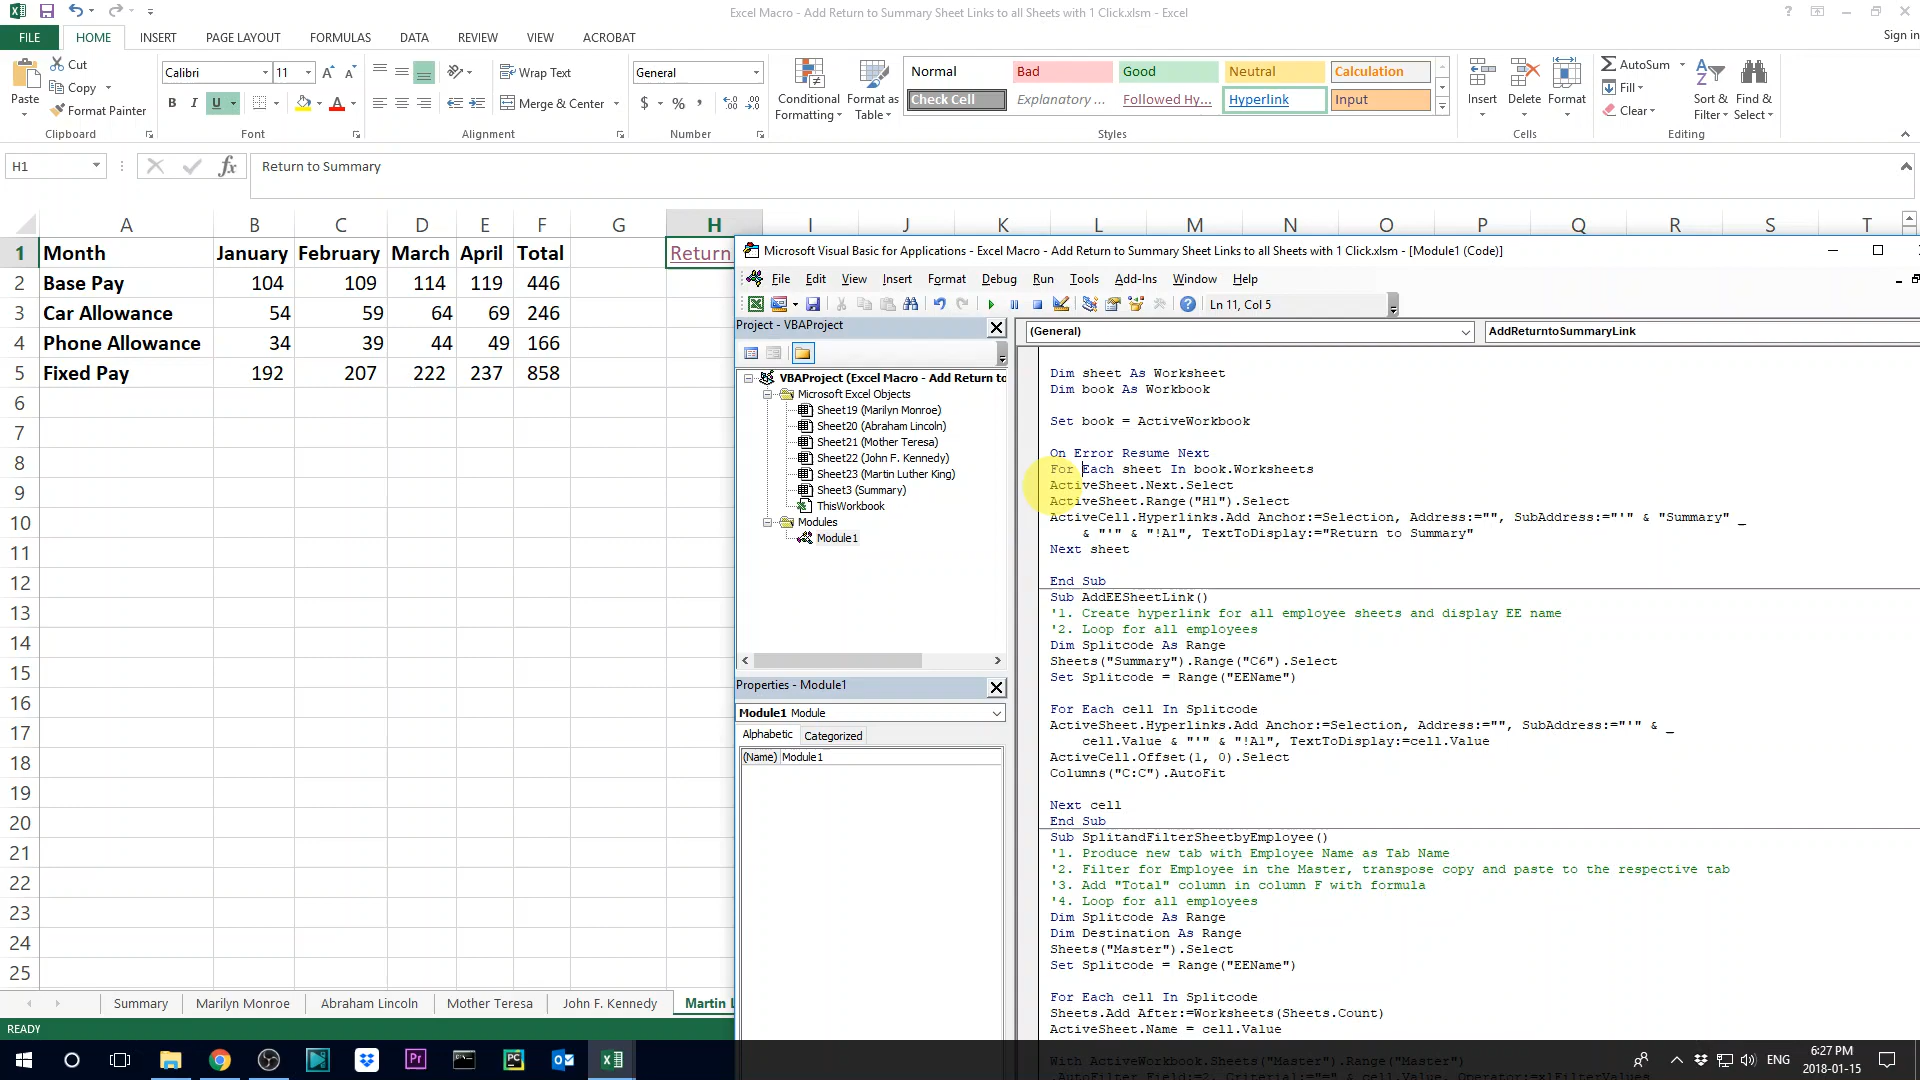 Excel Macro - Add Return to Summary Sheet Links to all Sheets with 1 Click.xlsm - Excel
FILE HOME INSERT PAGE LAYOUT FORMULAS DATA REVIEW VIEW ACROBAT Sign in
Paste Cut Copy Format Painter Clipboard
Calibri 11 B I U Font
Wrap Text Merge & Center Alignment
General $ % , Number
Conditional Formatting Format as Table
Normal Bad Good Neutral Calculation
Check Cell Explanatory ... Followed Hy... Hyperlink Input
Styles
Insert Delete Format Cells
AutoSum Fill Clear Sort & Filter Find & Select Editing
H1 fx Return to Summary
A B C D E F G H I J K L M N O P Q R S T
1 Month January February March April Total Return
2 Base Pay 104 109 114 119 446
3 Car Allowance 54 59 64 69 246
4 Phone Allowance 34 39 44 49 166
5 Fixed Pay 192 207 222 237 858
6
7
8
9
10
11
12
13
14
15
16
17
18
19
20
21
22
23
24
25
Summary Marilyn Monroe Abraham Lincoln Mother Teresa John F. Kennedy Martin L
READY
Microsoft Visual Basic for Applications - Excel Macro - Add Return to Summary Sheet Links to all Sheets with 1 Click.xlsm - [Module1 (Code)]
File Edit View Insert Format Debug Run Tools Add-Ins Window Help
Ln 11, Col 5
Project - VBAProject
VBAProject (Excel Macro - Add Return to
Microsoft Excel Objects
Sheet19 (Marilyn Monroe)
Sheet20 (Abraham Lincoln)
Sheet21 (Mother Teresa)
Sheet22 (John F. Kennedy)
Sheet23 (Martin Luther King)
Sheet3 (Summary)
ThisWorkbook
Modules
Module1
Properties - Module1
Module1 Module
Alphabetic Categorized
(Name) Module1
(General) AddReturntoSummaryLink
Dim sheet As Worksheet
Dim book As Workbook
Set book = ActiveWorkbook
On Error Resume Next
For Each sheet In book.Worksheets
ActiveSheet.Next.Select
ActiveSheet.Range("H1").Select
ActiveCell.Hyperlinks.Add Anchor:=Selection, Address:="", SubAddress:="'" & "Summary" _
& "'" & "!A1", TextToDisplay:="Return to Summary"
Next sheet
End Sub
Sub AddEESheetLink()
'1. Create hyperlink for all employee sheets and display EE name
'2. Loop for all employees
Dim Splitcode As Range
Sheets("Summary").Range("C6").Select
Set Splitcode = Range("EEName")
For Each cell In Splitcode
ActiveSheet.Hyperlinks.Add Anchor:=Selection, Address:="", SubAddress:="'" & _
cell.Value & "'" & "!A1", TextToDisplay:=cell.Value
ActiveCell.Offset(1, 0).Select
Columns("C:C").AutoFit
Next cell
End Sub
Sub SplitandFilterSheetbyEmployee()
'1. Produce new tab with Employee Name as Tab Name
'2. Filter for Employee in the Master, transpose copy and paste to the respective tab
'3. Add "Total" column in column F with formula
'4. Loop for all employees
Dim Splitcode As Range
Dim Destination As Range
Sheets("Master").Select
Set Splitcode = Range("EEName")
For Each cell In Splitcode
Sheets.Add After:=Worksheets(Sheets.Count)
ActiveSheet.Name = cell.Value
With ActiveWorkbook.Sheets("Master").Range("Master")
.AutoFilter Field:=2, Criteria1:="=" & cell.Value, Operator:=xlFilterValues
ENG
6:27 PM
2018-01-15